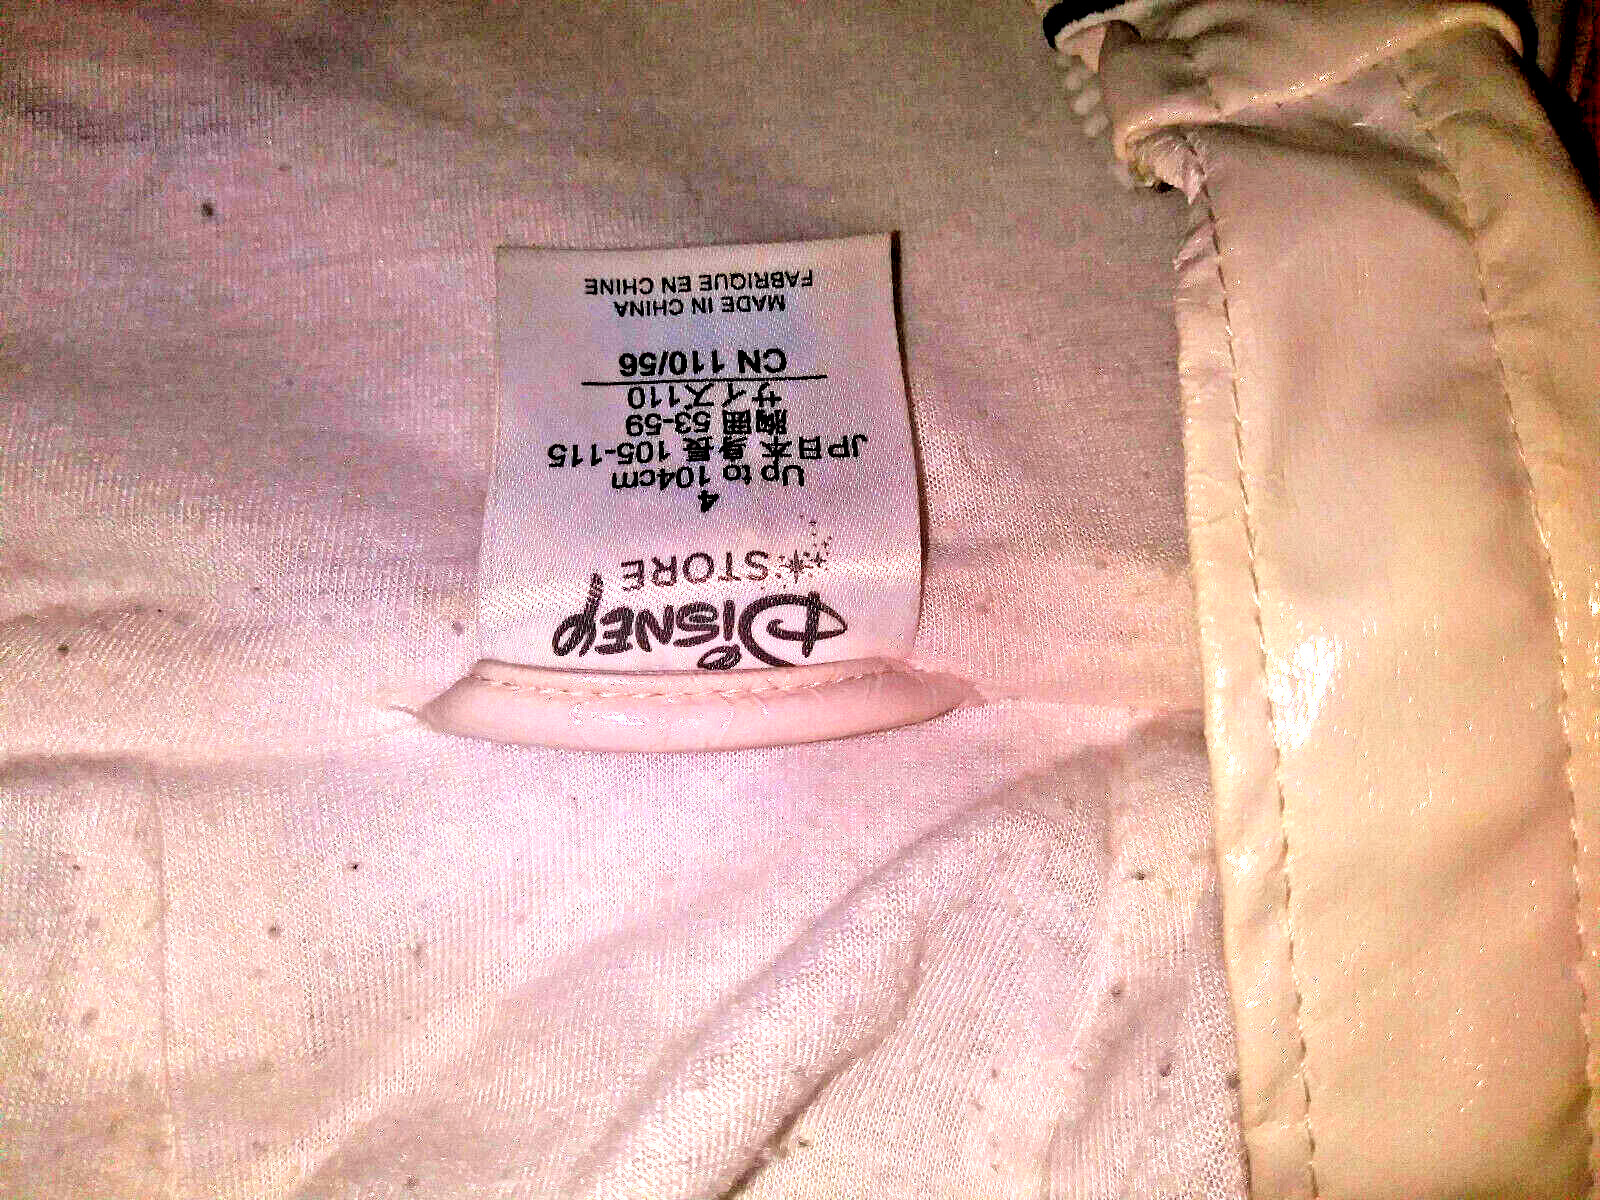 Disney
STORE
4
Up to 104cm
JP日本 身長 105-115
胸囲 53-59
サイズ110
CN 110/56
MADE IN CHINA
FABRIQUE EN CHINE